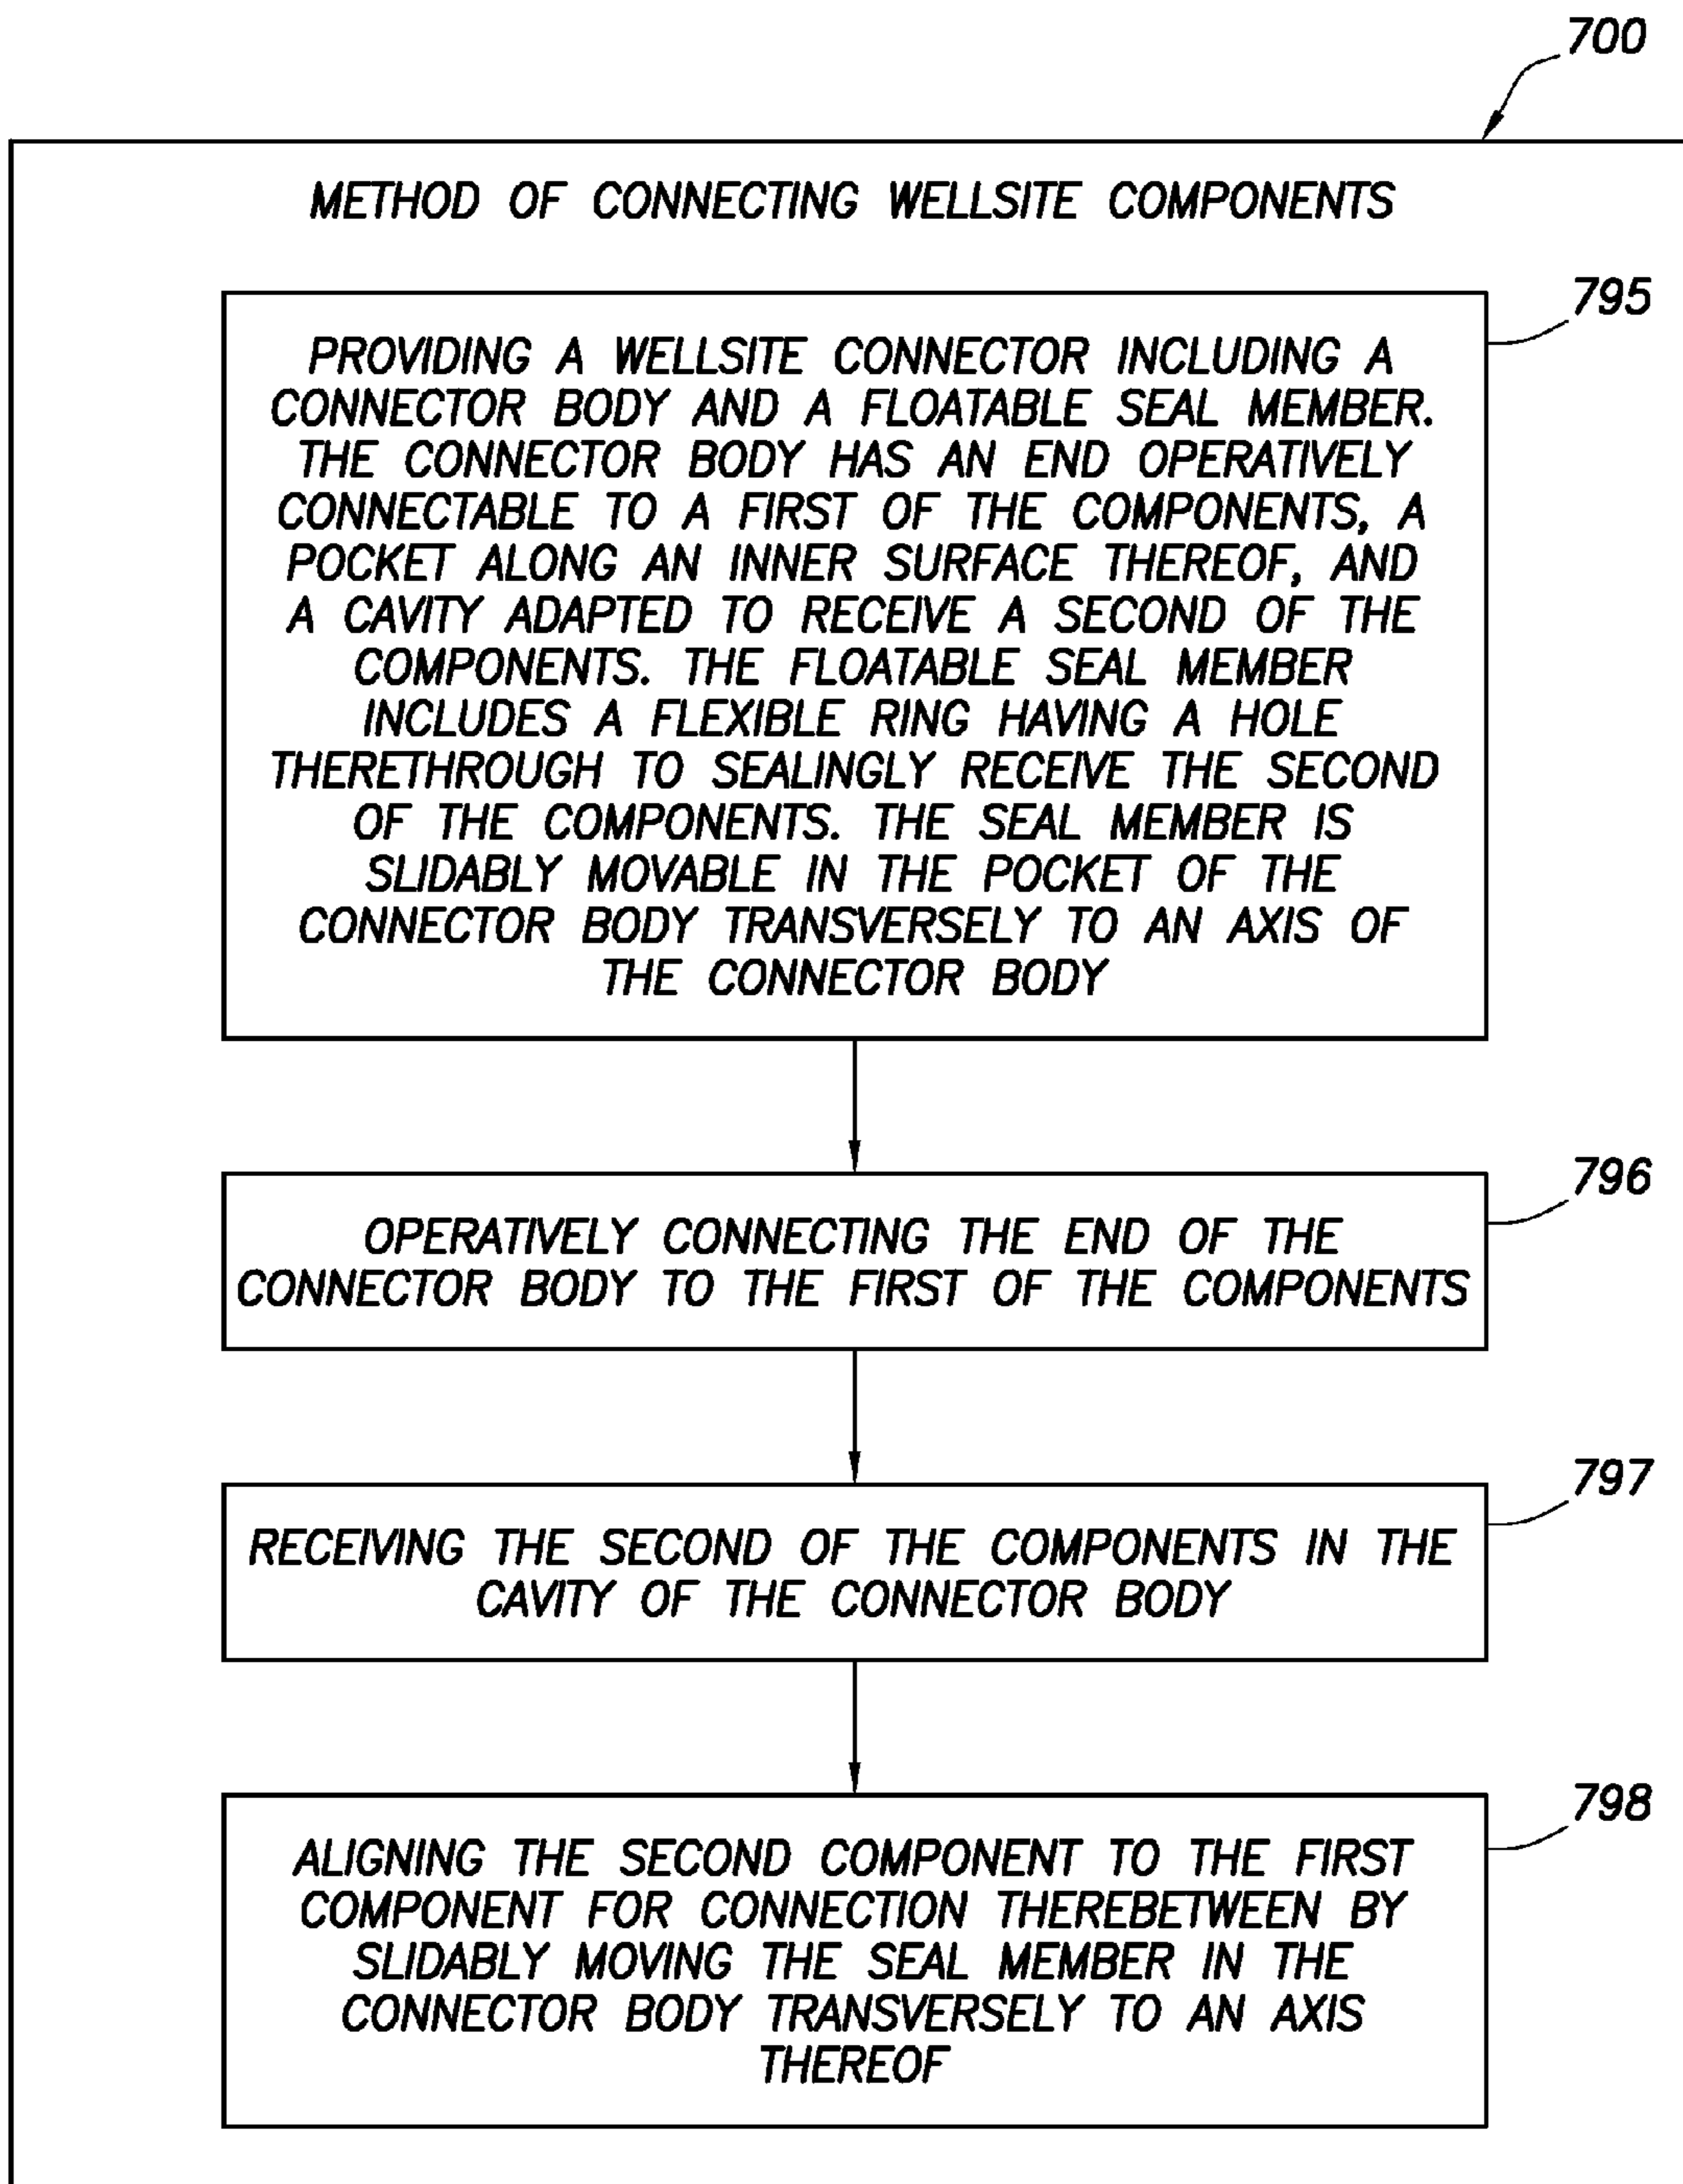 700
METHOD OF CONNECTING WELLSITE COMPONENTS
795
PROVIDING A WELLSITE CONNECTOR INCLUDING A
CONNECTOR BODY AND A FLOATABLE SEAL MEMBER.
THE CONNECTOR BODY HAS AN END OPERATIVELY
CONNECTABLE TO A FIRST OF THE COMPONENTS, A
POCKET ALONG AN INNER SURFACE THEREOF, AND
A CAVITY ADAPTED TO RECEIVE A SECOND OF THE
COMPONENTS. THE FLOATABLE SEAL MEMBER
INCLUDES A FLEXIBLE RING HAVING A HOLE
THERETHROUGH TO SEALINGLY RECEIVE THE SECOND
OF THE COMPONENTS. THE SEAL MEMBER IS
SLIDABLY MOVABLE IN THE POCKET OF THE
CONNECTOR BODY TRANSVERSELY TO AN AXIS OF
THE CONNECTOR BODY
796
OPERATIVELY CONNECTING THE END OF THE
CONNECTOR BODY TO THE FIRST OF THE COMPONENTS
797
RECEIVING THE SECOND OF THE COMPONENTS IN THE
CAVITY OF THE CONNECTOR BODY
798
ALIGNING THE SECOND COMPONENT TO THE FIRST
COMPONENT FOR CONNECTION THEREBETWEEN BY
SLIDABLY MOVING THE SEAL MEMBER IN THE
CONNECTOR BODY TRANSVERSELY TO AN AXIS
THEREOF